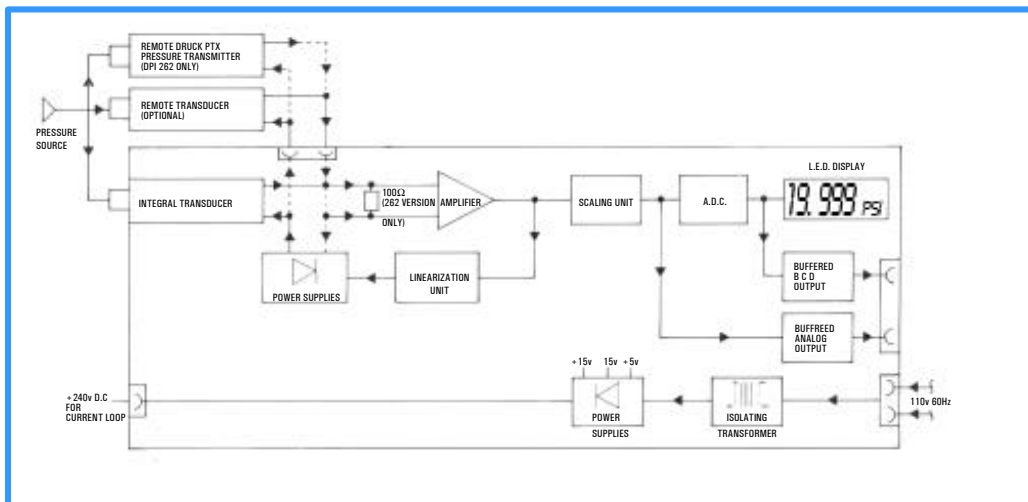 REMOTE DRUCK PTX
PRESSURE TRANSMITTER
(DPI 262 ONLY)
REMOTE TRANSDUCER
(OPTIONAL)
PRESSURE
SOURCE
INTEGRAL TRANSDUCER
100Ω
(262 VERSION
ONLY)
AMPLIFIER
SCALING UNIT
A.D.C.
L.E.D. DISPLAY
19.999 PSI
POWER SUPPLIES
LINEARIZATION
UNIT
BUFFERED
B C D
OUTPUT
BUFFREED
ANALOG
OUTPUT
+15v 15v +5v
+240v D.C
FOR
CURRENT LOOP
POWER
SUPPLIES
ISOLATING
TRANSFORMER
110v 60Hz